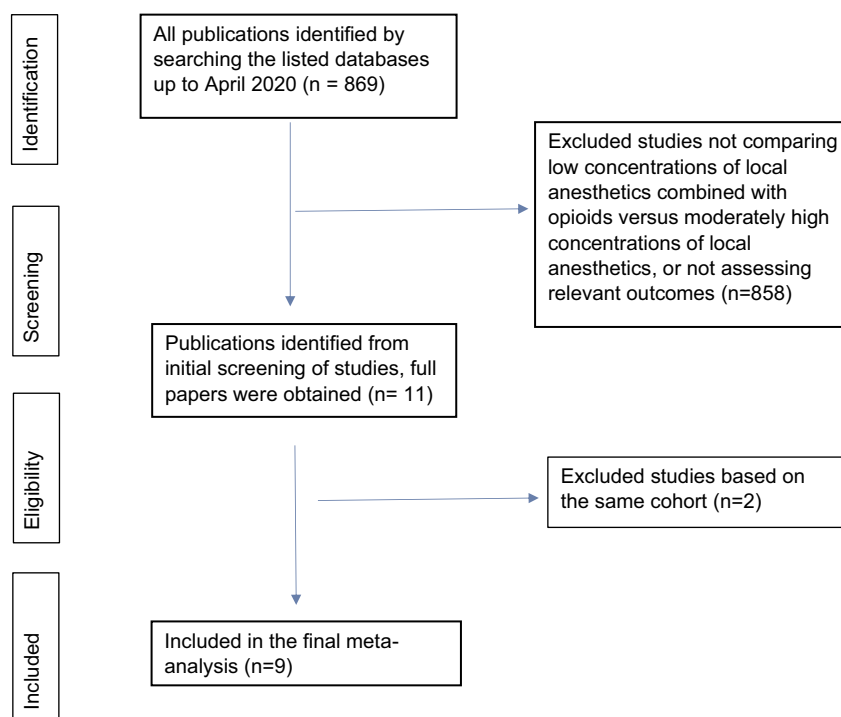 Identification
All publications identified by
searching the listed databases
up to April 2020 (n = 869)
Excluded studies not comparing
low concentrations of local
anesthetics combined with
opioids versus moderately high
concentrations of local
anesthetics, or not assessing
relevant outcomes (n=858)
Screening
Publications identified from
initial screening of studies, full
papers were obtained (n= 11)
Eligibility
Excluded studies based on
the same cohort (n=2)
Included
Included in the final meta-
analysis (n=9)